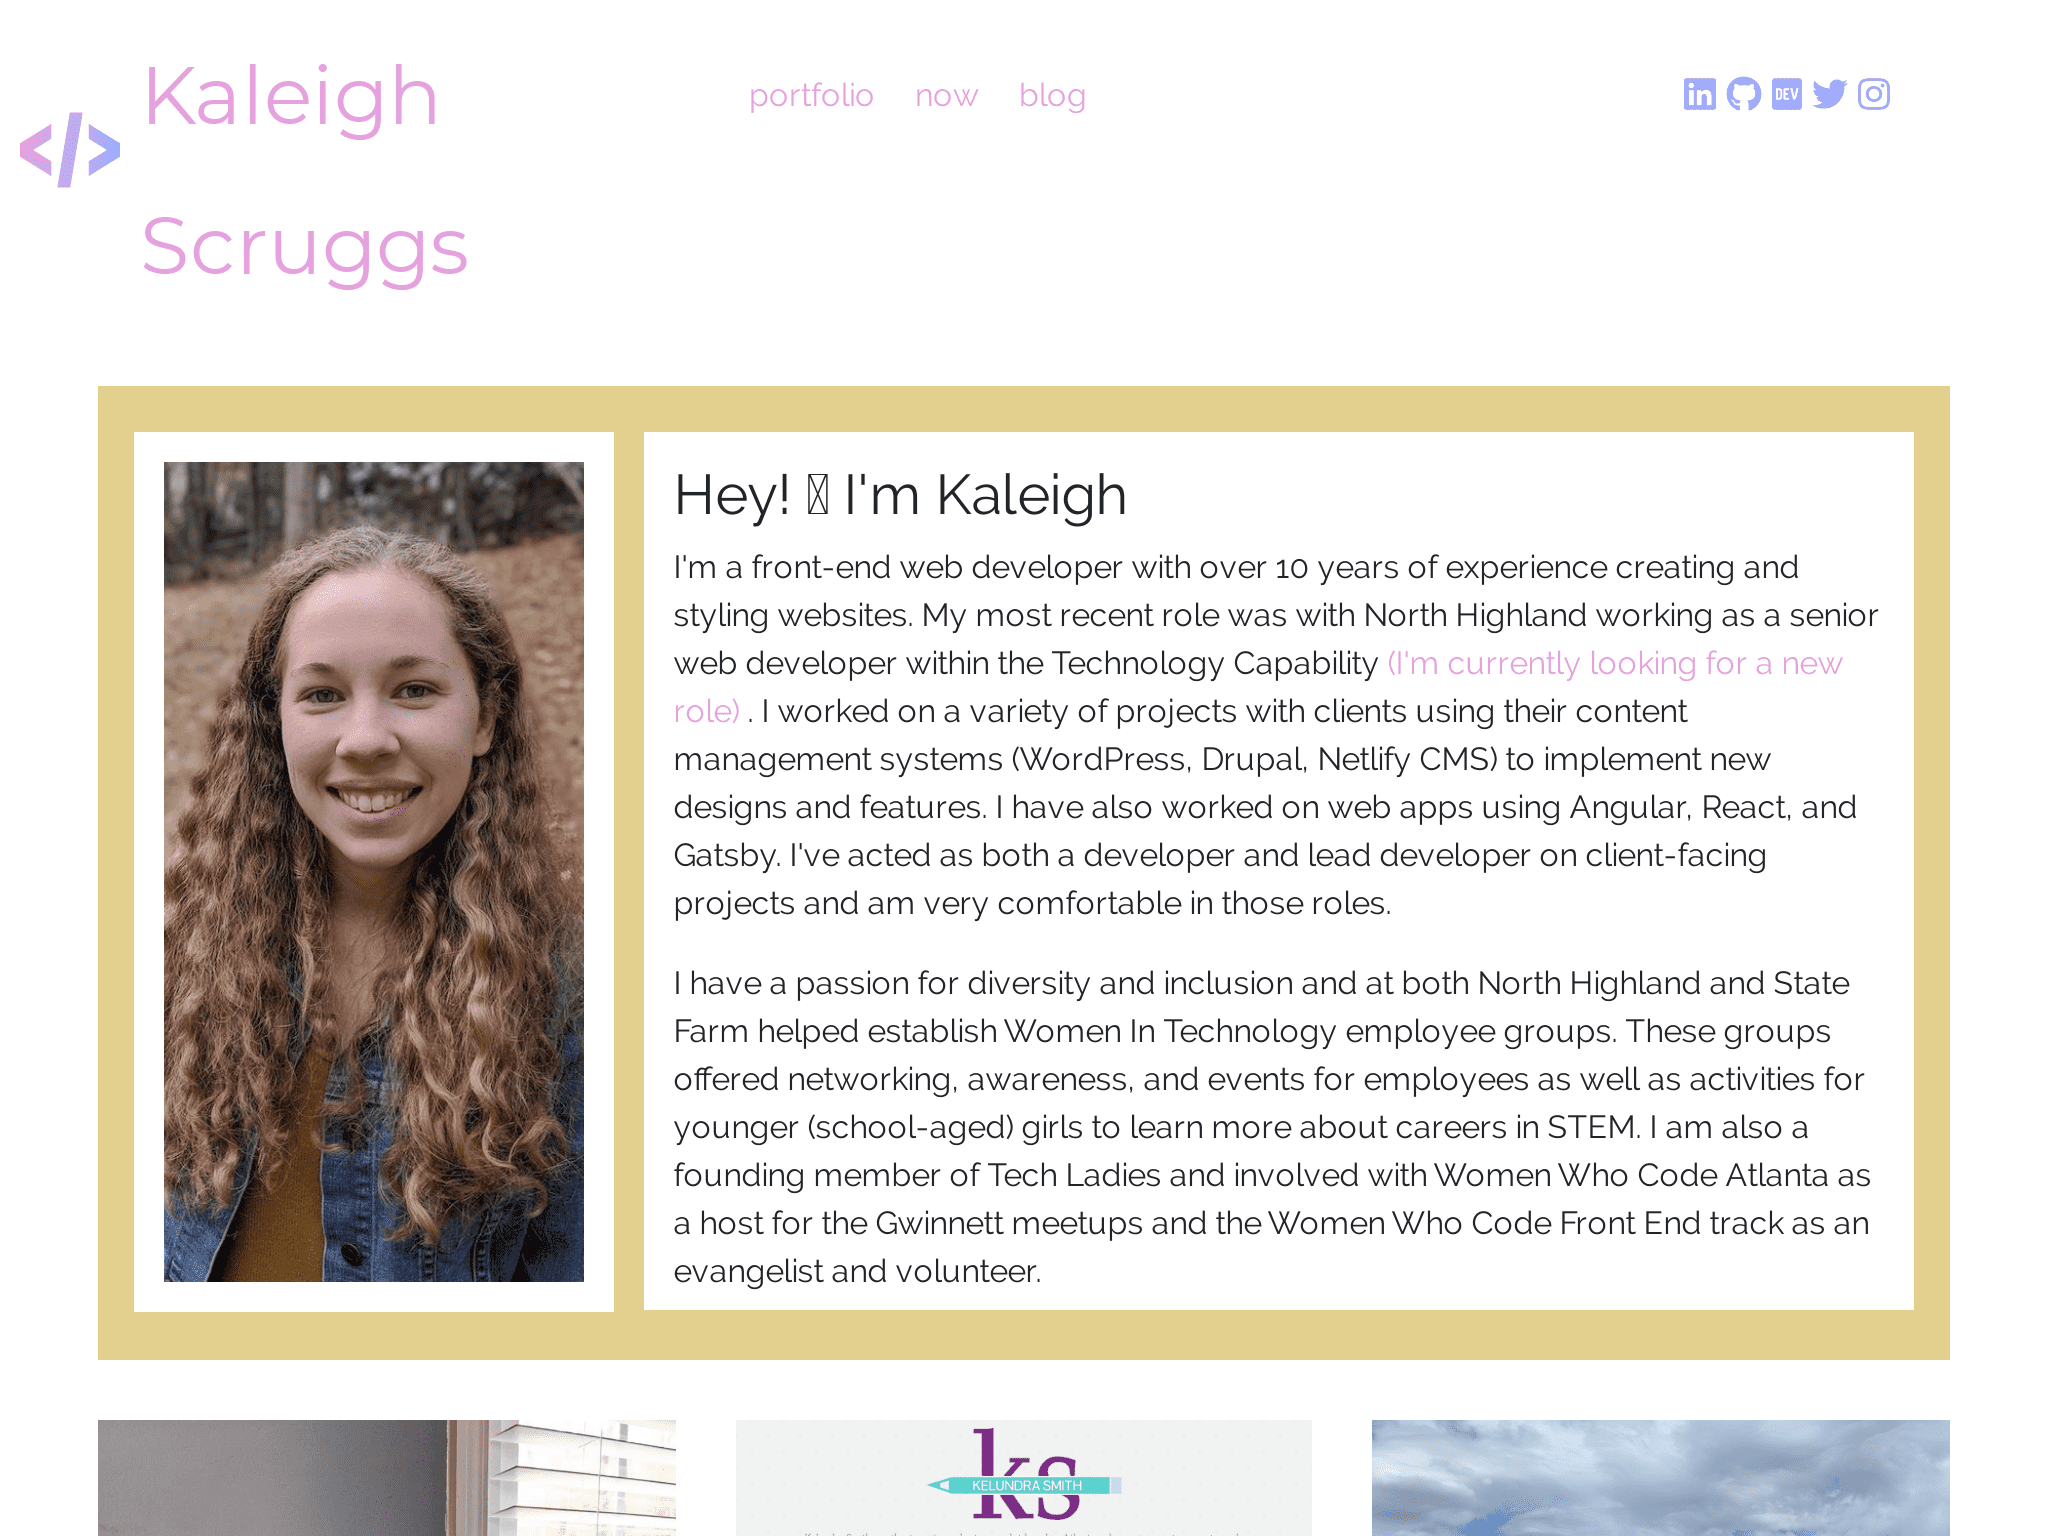 Kaleigh
Scruggs
</>
portfolio now blog
in DEV
Hey! I'm Kaleigh
I'm a front-end web developer with over 10 years of experience creating and
styling websites. My most recent role was with North Highland working as a senior
web developer within the Technology Capability (I'm currently looking for a new
role) . I worked on a variety of projects with clients using their content
management systems (WordPress, Drupal, Netlify CMS) to implement new
designs and features. I have also worked on web apps using Angular, React, and
Gatsby. I've acted as both a developer and lead developer on client-facing
projects and am very comfortable in those roles.
I have a passion for diversity and inclusion and at both North Highland and State
Farm helped establish Women In Technology employee groups. These groups
offered networking, awareness, and events for employees as well as activities for
younger (school-aged) girls to learn more about careers in STEM. I am also a
founding member of Tech Ladies and involved with Women Who Code Atlanta as
a host for the Gwinnett meetups and the Women Who Code Front End track as an
evangelist and volunteer.
ks
KELUNDRA SMITH